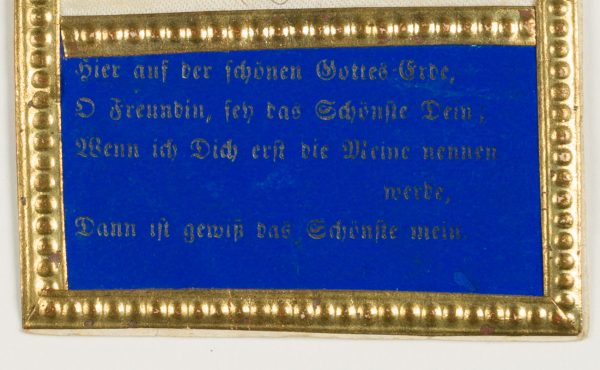 Hier auf der schönen Gottes-Erde,
O Freundin, sey das Schönste Dein;
Wenn ich Dich erst die Meine nennen
werde,
Dann ist gewiß das Schönste mein.